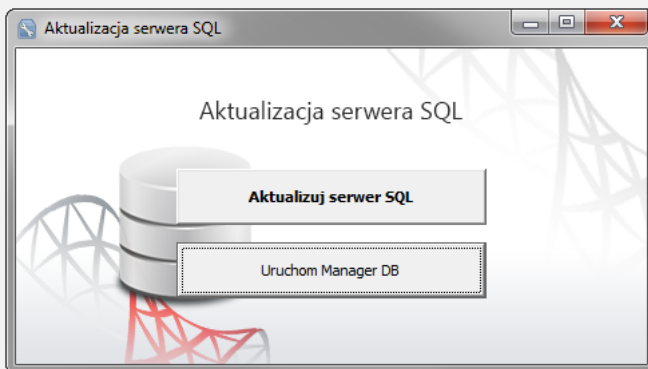 Aktualizacja serwera SQL
Aktualizacja serwera SQL
Aktualizuj serwer SQL
Uruchom Manager DB